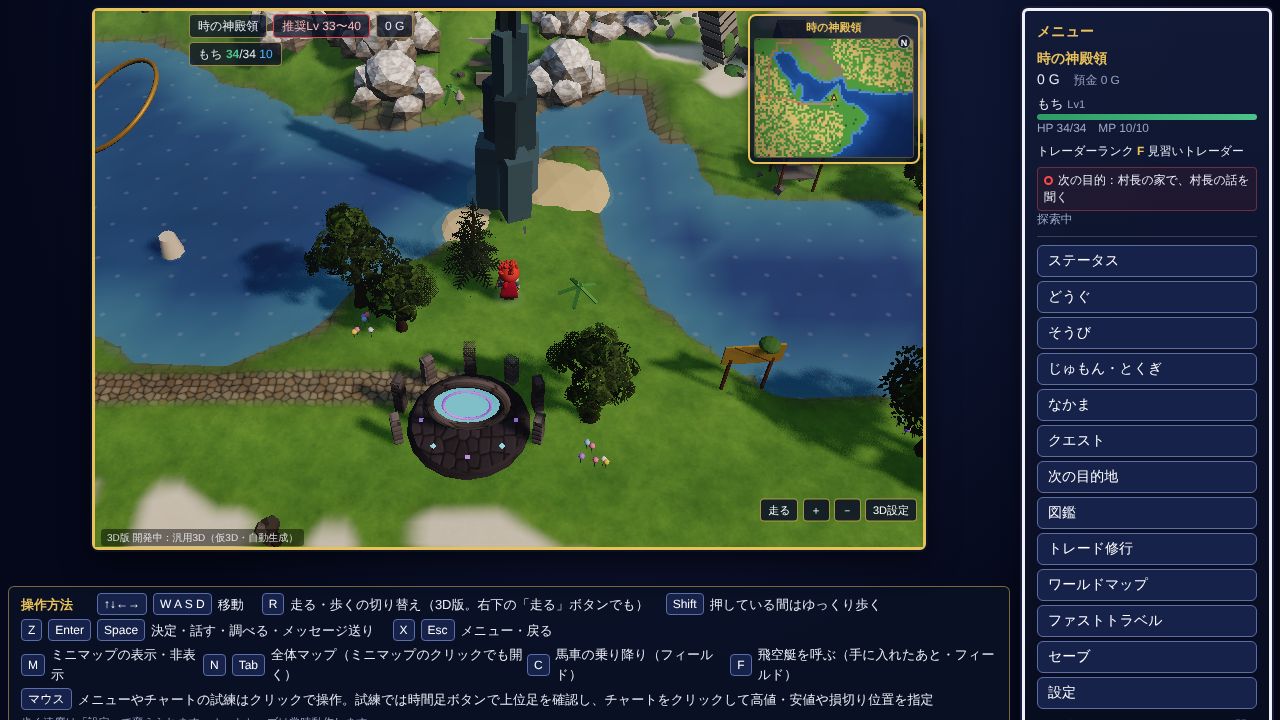 時の神殿領 推奨Lv 33〜40 0 G
もち 34/34 10
時の神殿領
N
走る + − 3D設定
3D版 開発中：汎用3D（仮3D・自動生成）
メニュー
時の神殿領
0 G 預金 0 G
もち Lv1
HP 34/34 MP 10/10
トレーダーランク F 見習いトレーダー
次の目的：村長の家で、村長の話を
聞く
探索中
ステータス
どうぐ
そうび
じゅもん・とくぎ
なかま
クエスト
次の目的地
図鑑
トレード修行
ワールドマップ
ファストトラベル
セーブ
設定
操作方法 ↑↓←→ W A S D 移動 R 走る・歩くの切り替え（3D版。右下の「走る」ボタンでも） Shift 押している間はゆっくり歩く
Z Enter Space 決定・話す・調べる・メッセージ送り X Esc メニュー・戻る
M ミニマップの表示・非表示 N Tab 全体マップ（ミニマップのクリックでも開く） C 馬車の乗り降り（フィールド） F 飛空艇を呼ぶ（手に入れたあと・フィールド）
マウス メニューやチャートの試練はクリックで操作。試練では時間足ボタンで上位足を確認し、チャートをクリックして高値・安値や損切り位置を指定